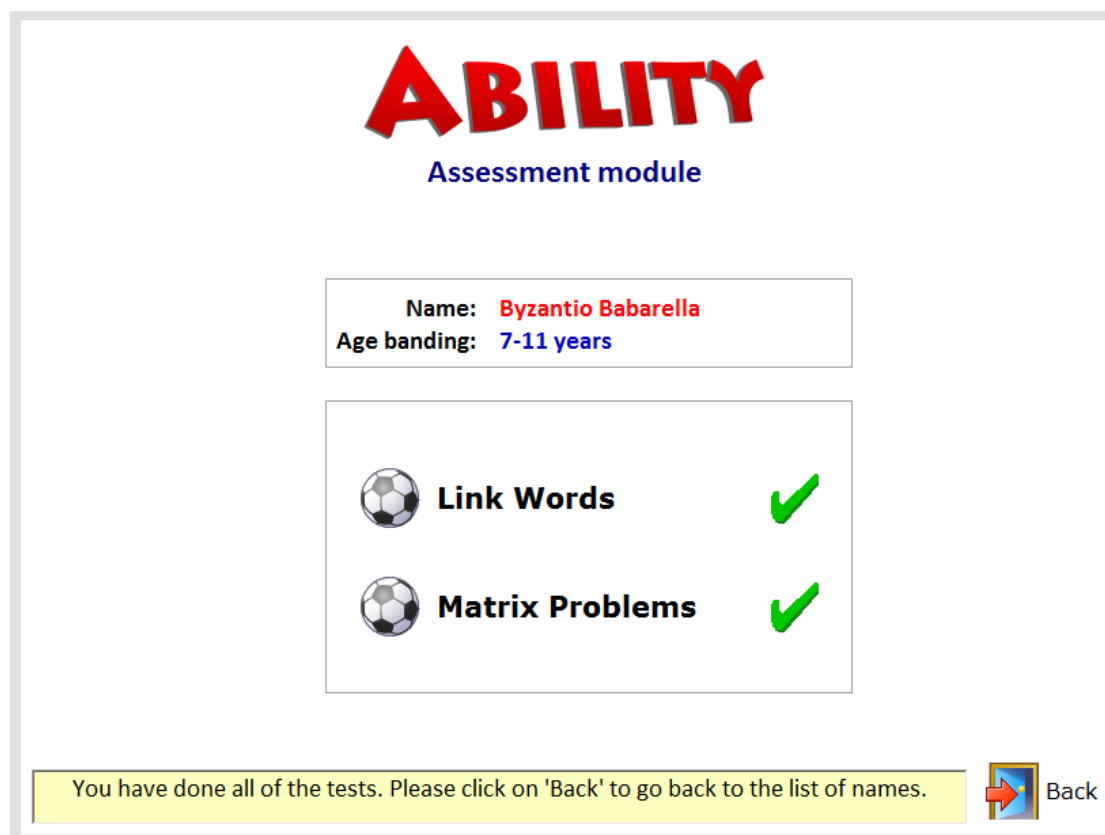 ABILITY
Assessment module
Name: Byzantio Babarella
Age banding: 7-11 years
Link Words
Matrix Problems
You have done all of the tests. Please click on 'Back' to go back to the list of names.
Back